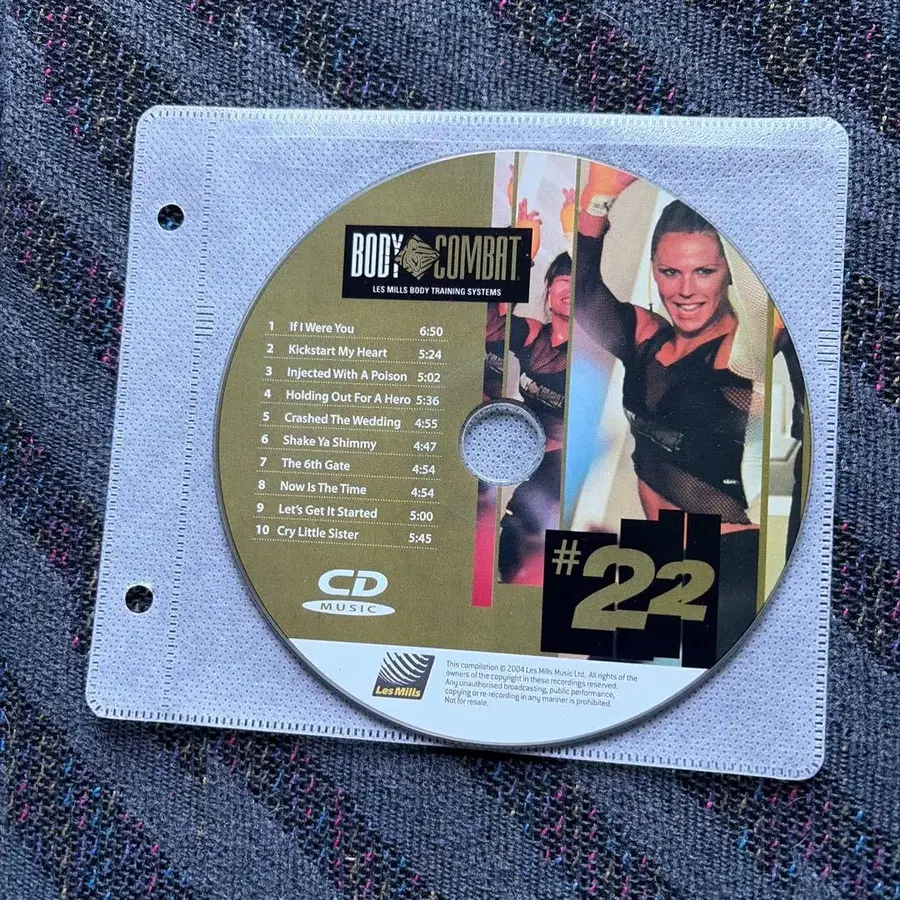 BODY COMBAT
LES MILLS BODY TRAINING SYSTEMS
1 If I Were You 6:50
2 Kickstart My Heart 5:24
3 Injected With A Poison 5:02
4 Holding Out For A Hero 5:36
5 Crashed The Wedding 4:55
6 Shake Ya Shimmy 4:47
7 The 6th Gate 4:54
8 Now Is The Time 4:54
9 Let's Get It Started 5:00
10 Cry Little Sister 5:45
CD
MUSIC
#22
Les Mills
This compilation © 2004 Les Mills Music Ltd. All rights of the
owners of the copyright in these recordings reserved.
Any unauthorised broadcasting, public performance,
copying or re-recording in any manner is prohibited.
Not for resale.